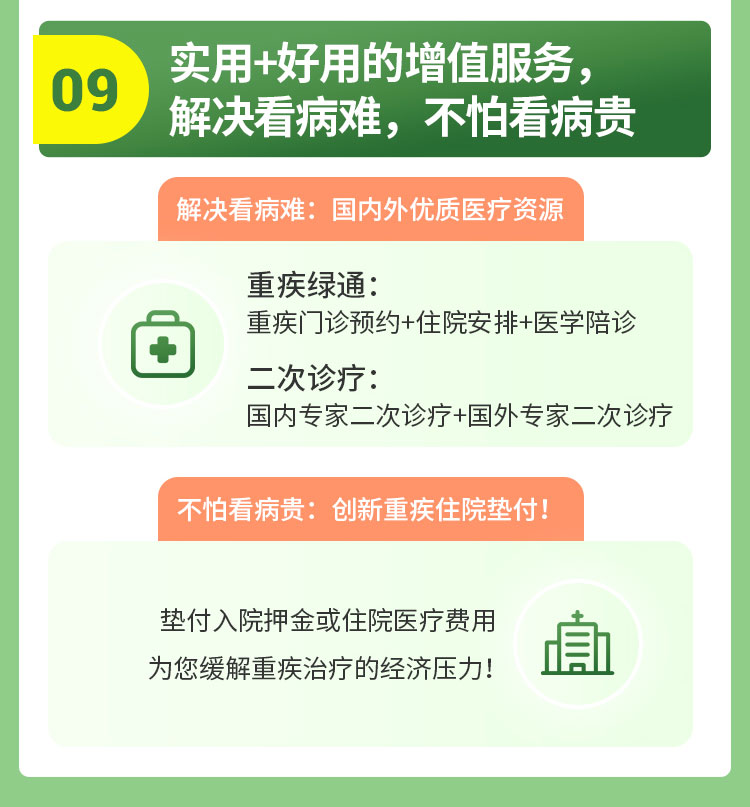 09
实用+好用的增值服务，
解决看病难，不怕看病贵
解决看病难：国内外优质医疗资源
重疾绿通：
重疾门诊预约+住院安排+医学陪诊
二次诊疗：
国内专家二次诊疗+国外专家二次诊疗
不怕看病贵：创新重疾住院垫付！
垫付入院押金或住院医疗费用
为您缓解重疾治疗的经济压力！